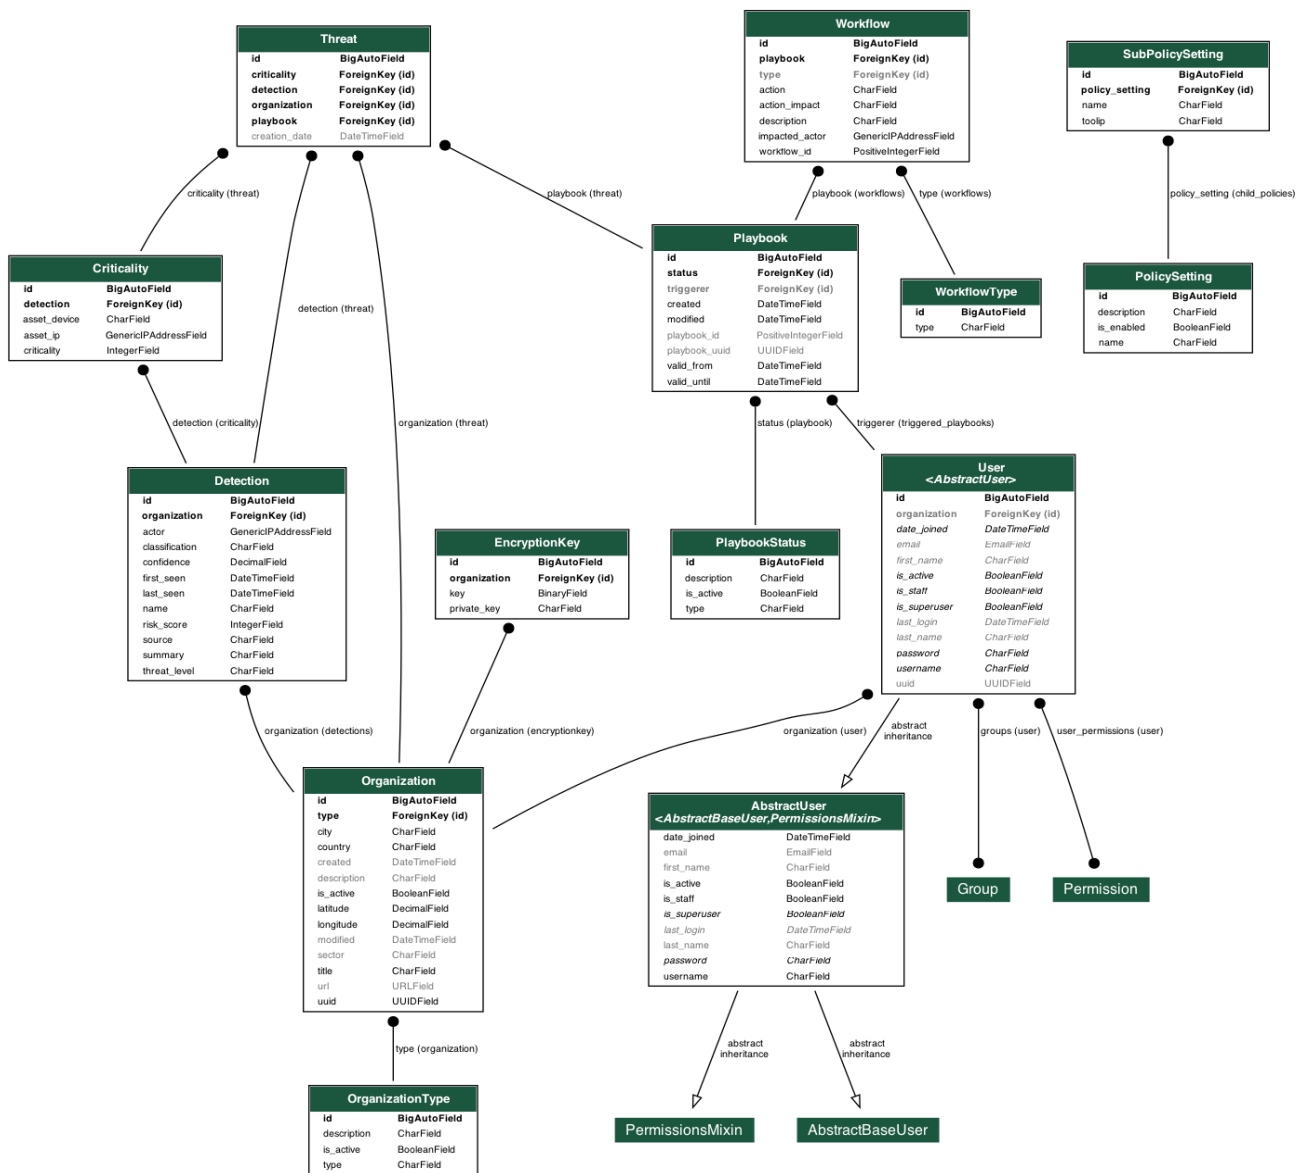 Threat
id BigAutoField
criticality ForeignKey (id)
detection ForeignKey (id)
organization ForeignKey (id)
playbook ForeignKey (id)
creation_date DateTimeField
Workflow
id BigAutoField
playbook ForeignKey (id)
type ForeignKey (id)
action CharField
action_impact CharField
description CharField
impacted_actor GenericIPAddressField
workflow_id PositiveIntegerField
SubPolicySetting
id BigAutoField
policy_setting ForeignKey (id)
name CharField
toolip CharField
criticality (threat)
playbook (threat)
playbook (workflows)
type (workflows)
policy_setting (child_policies)
Criticality
id BigAutoField
detection ForeignKey (id)
asset_device CharField
asset_ip GenericIPAddressField
criticality IntegerField
detection (threat)
Playbook
id BigAutoField
status ForeignKey (id)
triggerer ForeignKey (id)
created DateTimeField
modified DateTimeField
playbook_id PositiveIntegerField
playbook_uuid UUIDField
valid_from DateTimeField
valid_until DateTimeField
WorkflowType
id BigAutoField
type CharField
PolicySetting
id BigAutoField
description CharField
is_enabled BooleanField
name CharField
detection (criticality)
organization (threat)
status (playbook)
triggerer (triggered_playbooks)
Detection
id BigAutoField
organization ForeignKey (id)
actor GenericIPAddressField
classification CharField
confidence DecimalField
first_seen DateTimeField
last_seen DateTimeField
name CharField
risk_score IntegerField
source CharField
summary CharField
threat_level CharField
EncryptionKey
id BigAutoField
organization ForeignKey (id)
key BinaryField
private_key CharField
PlaybookStatus
id BigAutoField
description CharField
is_active BooleanField
type CharField
User
<AbstractUser>
id BigAutoField
organization ForeignKey (id)
date_joined DateTimeField
email EmailField
first_name CharField
is_active BooleanField
is_staff BooleanField
is_superuser BooleanField
last_login DateTimeField
last_name CharField
password CharField
username CharField
uuid UUIDField
organization (detections)
organization (encryptionkey)
organization (user)
abstract
inheritance
groups (user)
user_permissions (user)
Organization
id BigAutoField
type ForeignKey (id)
city CharField
country CharField
created DateTimeField
description CharField
is_active BooleanField
latitude DecimalField
longitude DecimalField
modified DateTimeField
sector CharField
title CharField
url URLField
uuid UUIDField
AbstractUser
<AbstractBaseUser,PermissionsMixin>
date_joined DateTimeField
email EmailField
first_name CharField
is_active BooleanField
is_staff BooleanField
is_superuser BooleanField
last_login DateTimeField
last_name CharField
password CharField
username CharField
Group
Permission
type (organization)
abstract
inheritance
abstract
inheritance
OrganizationType
id BigAutoField
description CharField
is_active BooleanField
type CharField
PermissionsMixin
AbstractBaseUser